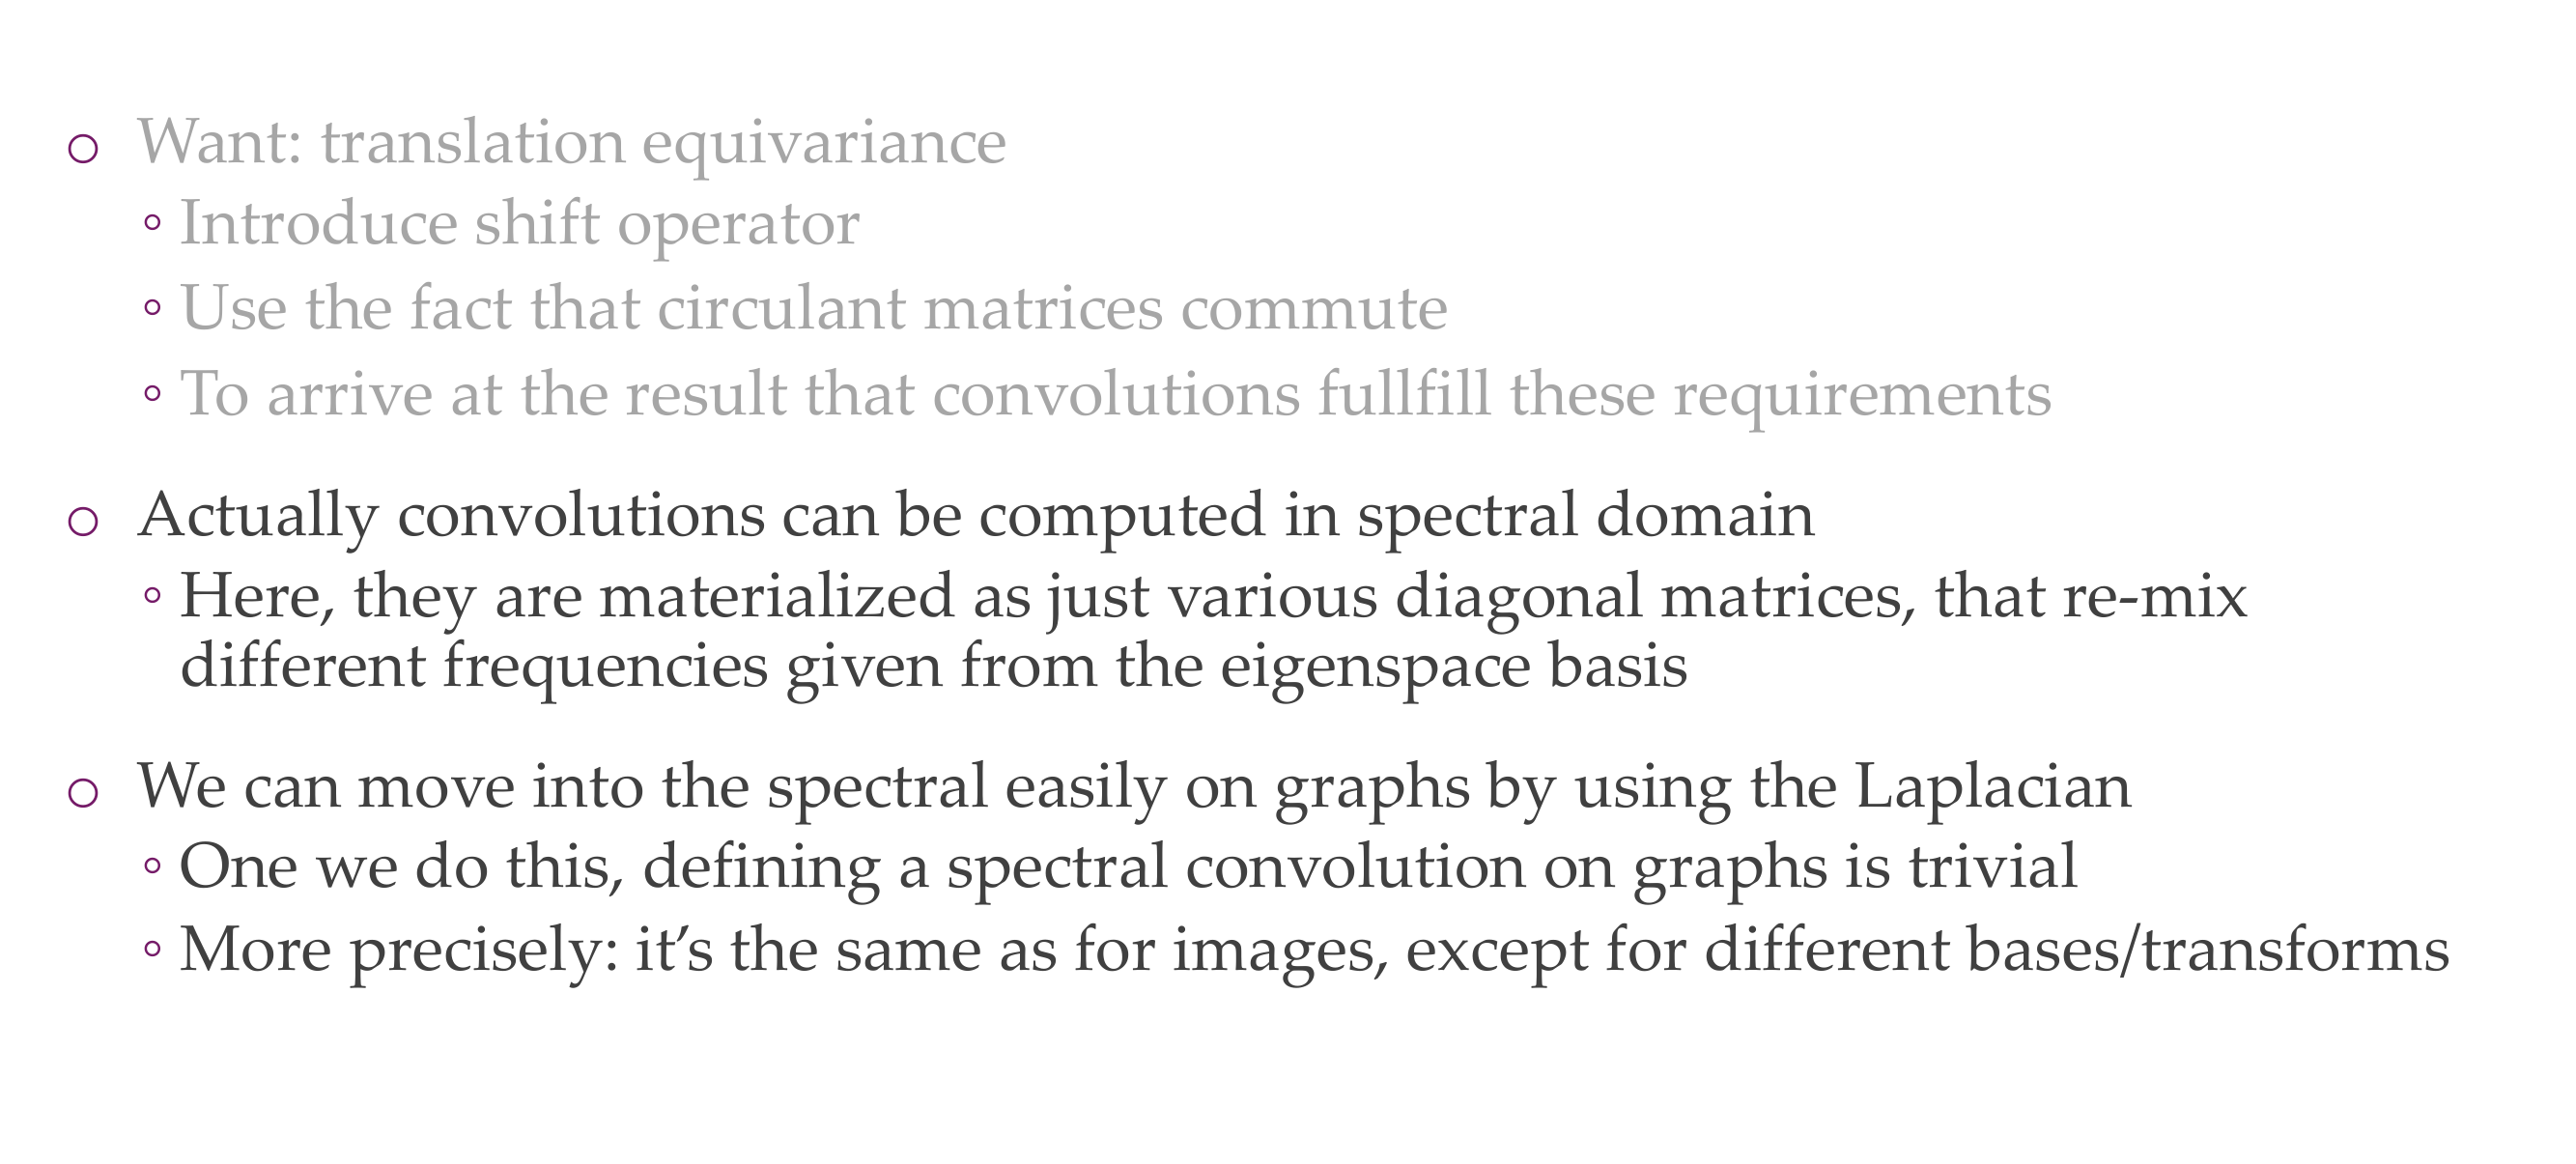 Want: translation equivariance
Introduce shift operator
Use the fact that circulant matrices commute
To arrive at the result that convolutions fullfill these requirements
Actually convolutions can be computed in spectral domain
Here, they are materialized as just various diagonal matrices, that re-mix
different frequencies given from the eigenspace basis
We can move into the spectral easily on graphs by using the Laplacian
One we do this, defining a spectral convolution on graphs is trivial
More precisely: it’s the same as for images, except for different bases/transforms